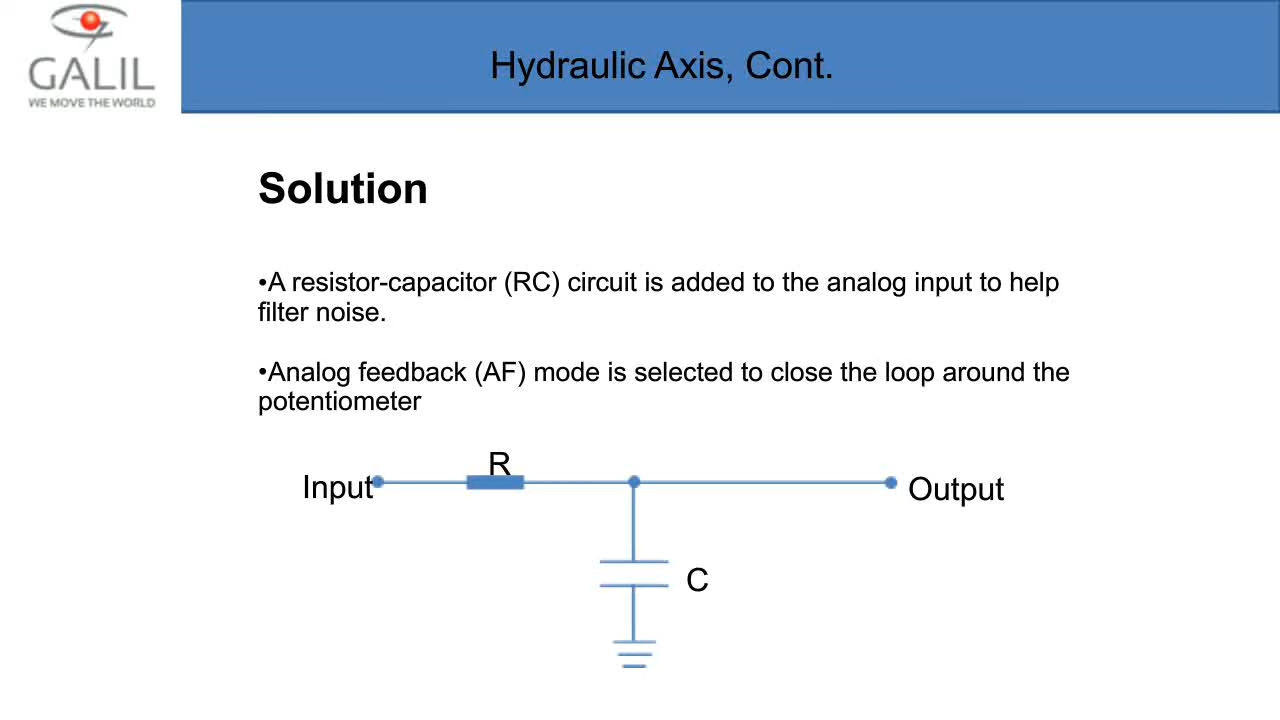 GALIL
WE MOVE THE WORLD
Hydraulic Axis, Cont.
Solution
•A resistor-capacitor (RC) circuit is added to the analog input to help
filter noise.
•Analog feedback (AF) mode is selected to close the loop around the
potentiometer
R
Input
Output
C